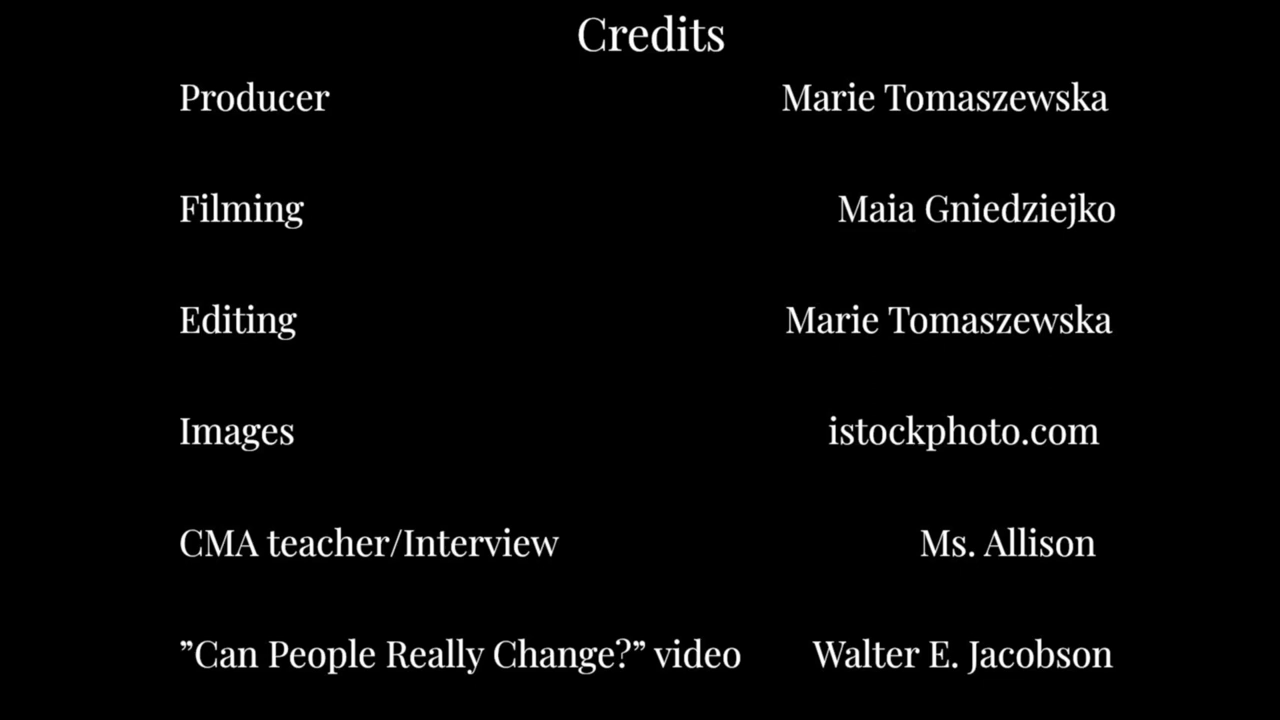 Credits
Producer Marie Tomaszewska
Filming Maia Gniedziejko
Editing Marie Tomaszewska
Images istockphoto.com
CMA teacher/Interview Ms. Allison
”Can People Really Change?” video Walter E. Jacobson